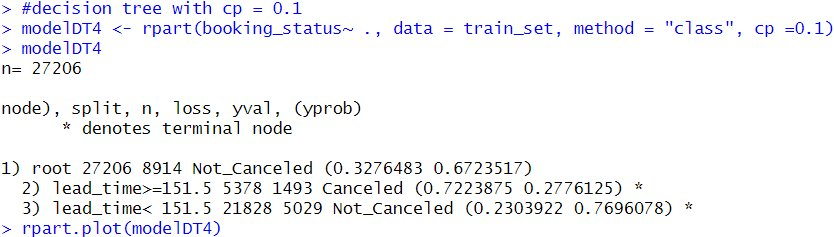 > #decision tree with cp = 0.1
> modelDT4 <- rpart(booking_status~ ., data = train_set, method = "class", cp =0.1)
> modelDT4
n= 27206

node), split, n, loss, yval, (yprob)
      * denotes terminal node

1) root 27206 8914 Not_Canceled (0.3276483 0.6723517)
  2) lead_time>=151.5 5378 1493 Canceled (0.7223875 0.2776125) *
  3) lead_time< 151.5 21828 5029 Not_Canceled (0.2303922 0.7696078) *
> rpart.plot(modelDT4)